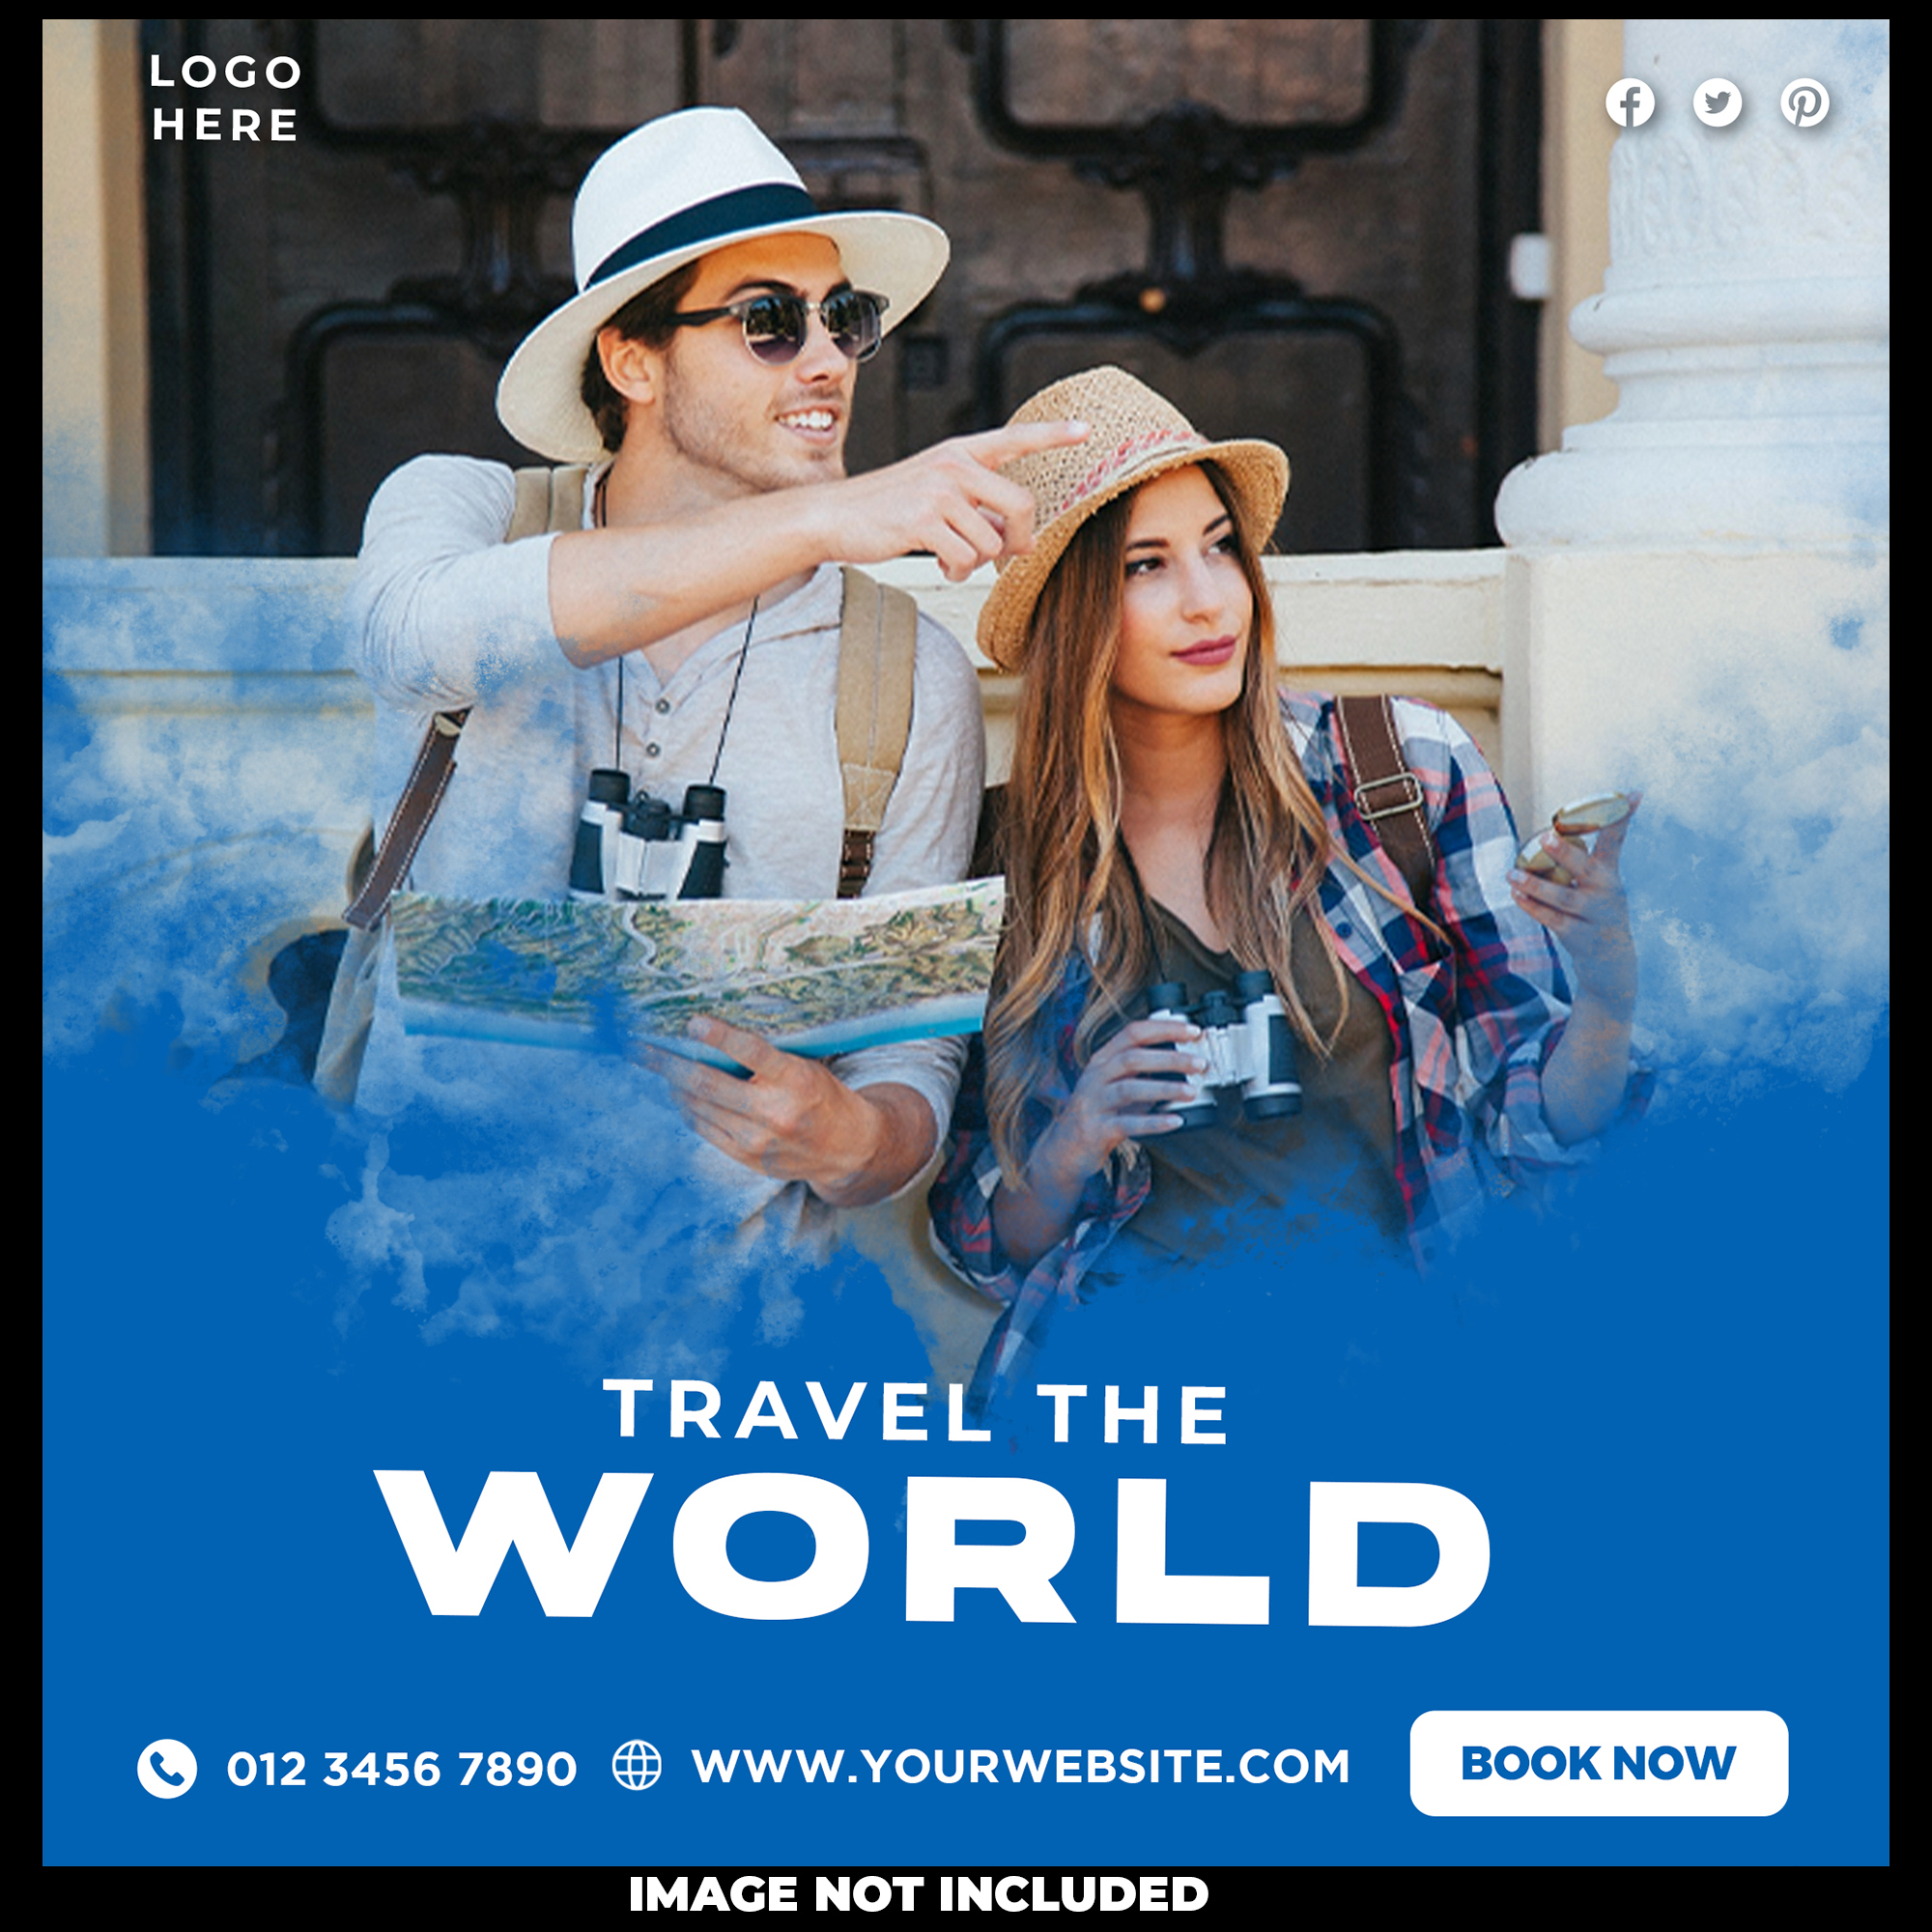 LOGO
HERE
TRAVEL THE
WORLD
012 3456 7890
WWW.YOURWEBSITE.COM
BOOK NOW
IMAGE NOT INCLUDED